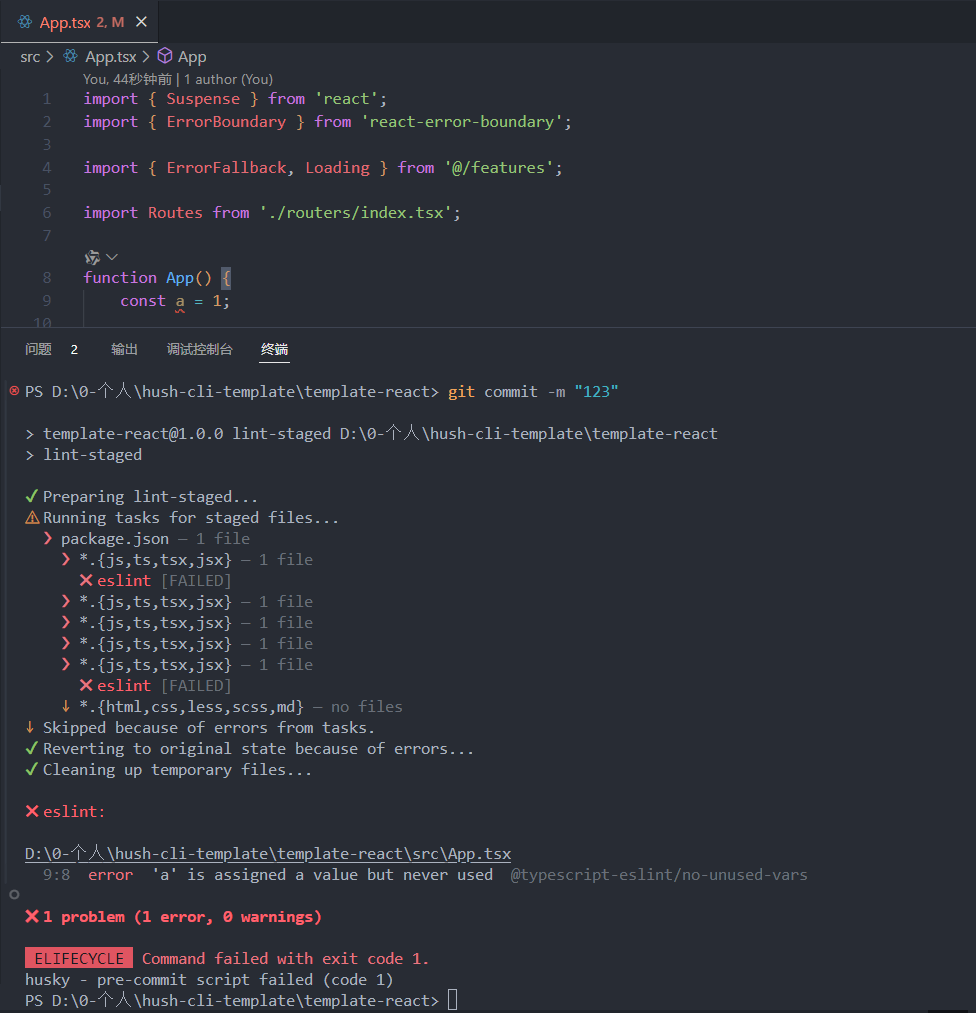 App.tsx 2, M
src > App.tsx > App
You, 44秒钟前 | 1 author (You)
1 import { Suspense } from 'react';
2 import { ErrorBoundary } from 'react-error-boundary';
3
4 import { ErrorFallback, Loading } from '@/features';
5
6 import Routes from './routers/index.tsx';
7
8 function App() {
9 const a = 1;
10
问题 2 输出 调试控制台 终端
PS D:\0-个人\hush-cli-template\template-react> git commit -m "123"
> template-react@1.0.0 lint-staged D:\0-个人\hush-cli-template\template-react
> lint-staged
✔ Preparing lint-staged...
⚠ Running tasks for staged files...
❯ package.json — 1 file
❯ *.{js,ts,tsx,jsx} — 1 file
✖ eslint [FAILED]
❯ *.{js,ts,tsx,jsx} — 1 file
❯ *.{js,ts,tsx,jsx} — 1 file
❯ *.{js,ts,tsx,jsx} — 1 file
❯ *.{js,ts,tsx,jsx} — 1 file
✖ eslint [FAILED]
↓ *.{html,css,less,scss,md} — no files
↓ Skipped because of errors from tasks.
✔ Reverting to original state because of errors...
✔ Cleaning up temporary files...
✖ eslint:
D:\0-个人\hush-cli-template\template-react\src\App.tsx
9:8 error 'a' is assigned a value but never used @typescript-eslint/no-unused-vars
✖ 1 problem (1 error, 0 warnings)
ELIFECYCLE Command failed with exit code 1.
husky - pre-commit script failed (code 1)
PS D:\0-个人\hush-cli-template\template-react>